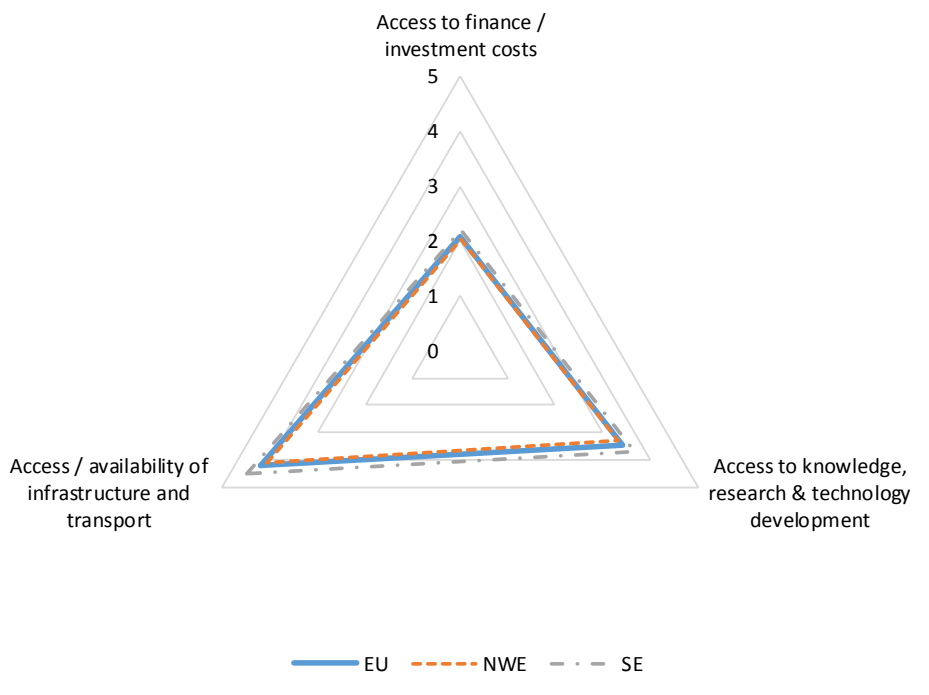 Access to finance /
investment costs
5
4
3
2
1
0
Access / availability of
infrastructure and
transport
Access to knowledge,
research & technology
development
EU
NWE
SE